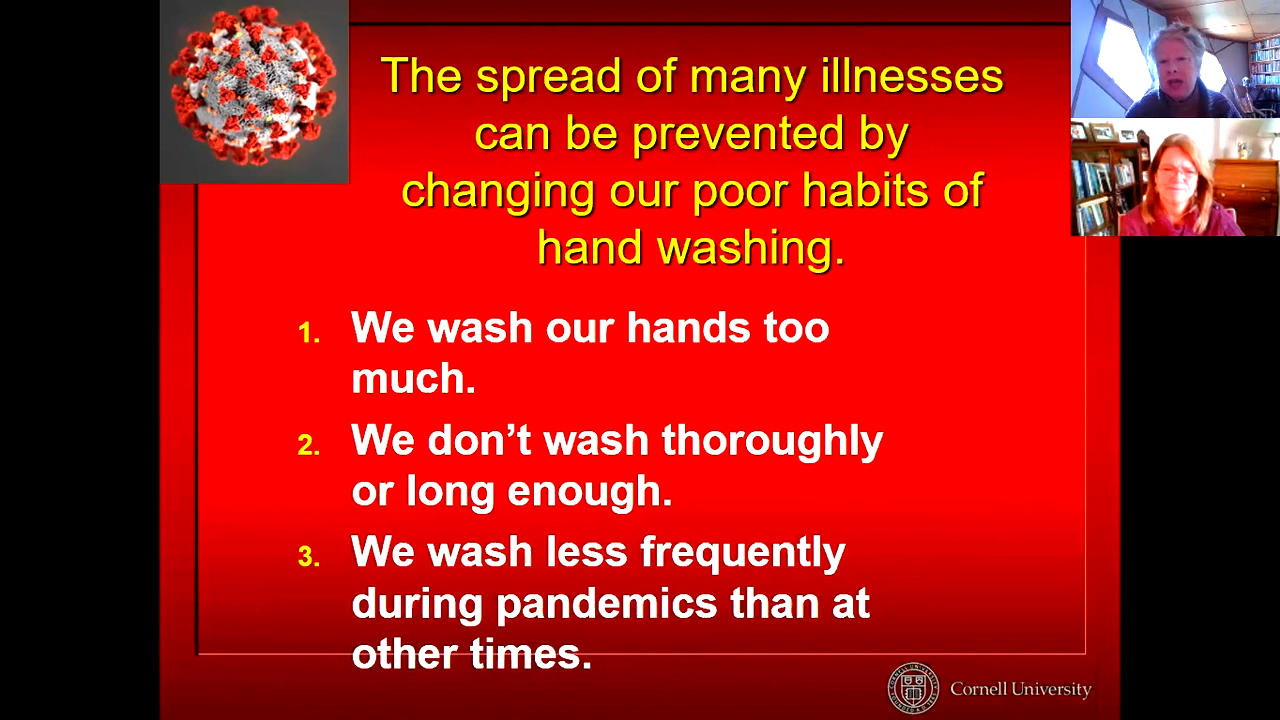 The spread of many illnesses
can be prevented by
changing our poor habits of
hand washing.
1. We wash our hands too
much.
2. We don’t wash thoroughly
or long enough.
3. We wash less frequently
during pandemics than at
other times.
Cornell University